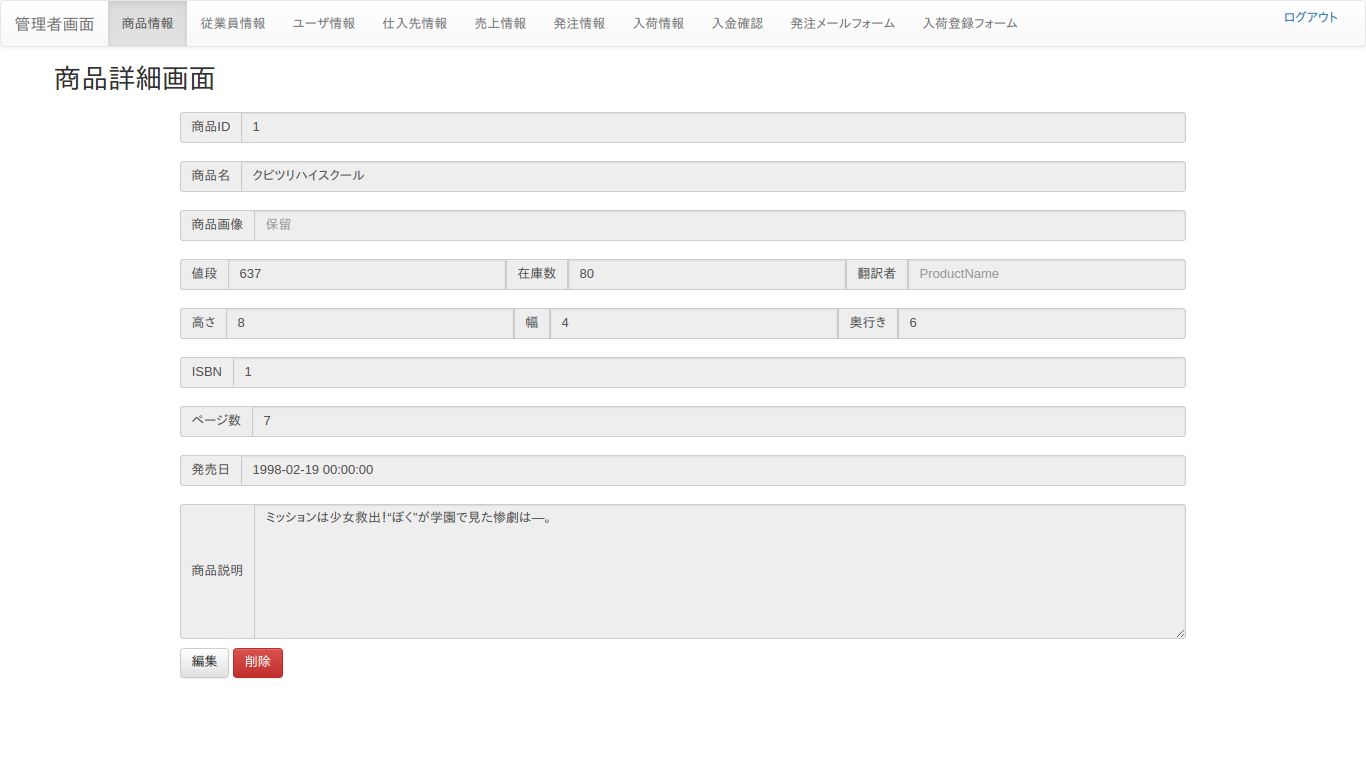 管理者画面 商品情報 従業員情報 ユーザ情報 仕入先情報 売上情報 発注情報 入荷情報 入金確認 発注メールフォーム 入荷登録フォーム ログアウト
商品詳細画面
商品ID 1
商品名 クビツリハイスクール
商品画像 保留
値段 637 在庫数 80 翻訳者 ProductName
高さ 8 幅 4 奥行き 6
ISBN 1
ページ数 7
発売日 1998-02-19 00:00:00
商品説明 ミッションは少女救出!“ぼく”が学園で見た惨劇は―。
編集 削除